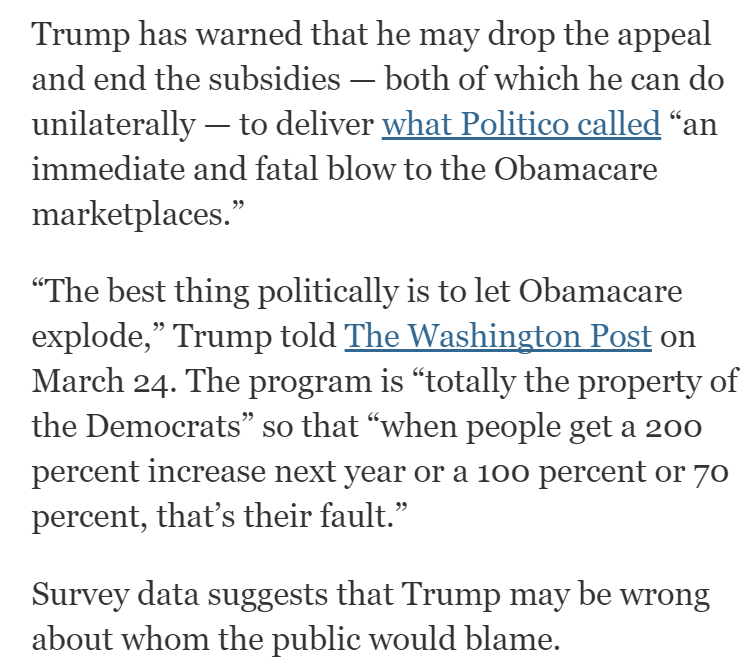 Trump has warned that he may drop the appeal
and end the subsidies — both of which he can do
unilaterally — to deliver what Politico called “an
immediate and fatal blow to the Obamacare
marketplaces.”
“The best thing politically is to let Obamacare
explode,” Trump told The Washington Post on
March 24. The program is “totally the property of
the Democrats” so that “when people get a 200
percent increase next year or a 100 percent or 70
percent, that’s their fault.”
Survey data suggests that Trump may be wrong
about whom the public would blame.